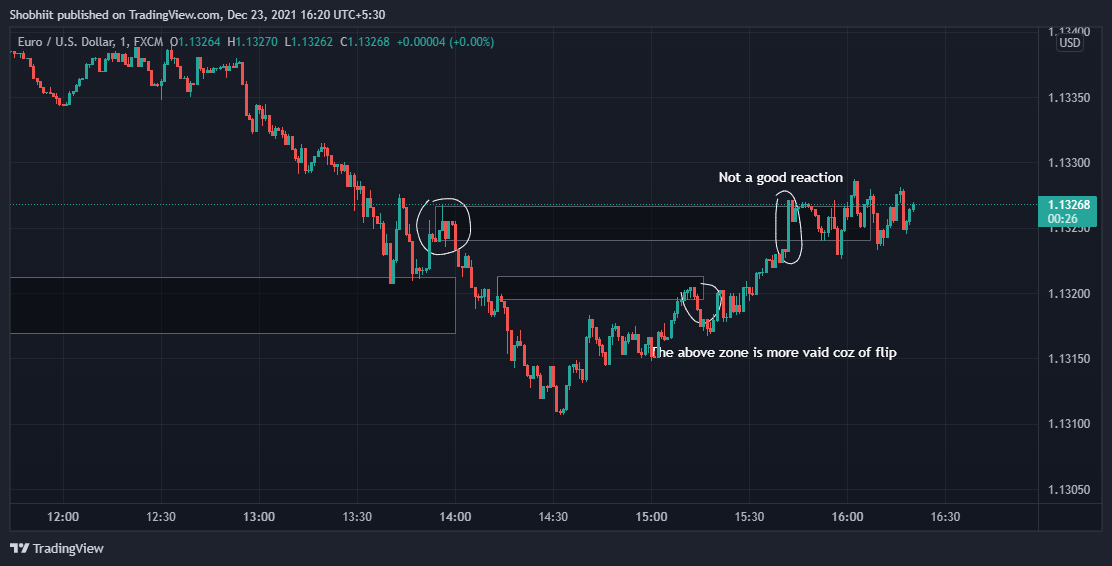 Shobhiit published on TradingView.com, Dec 23, 2021 16:20 UTC+5:30
Euro / U.S. Dollar, 1, FXCM O1.13264 H1.13270 L1.13262 C1.13268 +0.00004 (+0.00%)
1.13400
USD
1.13350
1.13300
Not a good reaction
1.13268
00:26
1.13250
1.13200
The above zone is more vaid coz of flip
1.13150
1.13100
1.13050
12:00 12:30 13:00 13:30 14:00 14:30 15:00 15:30 16:00 16:30
TradingView